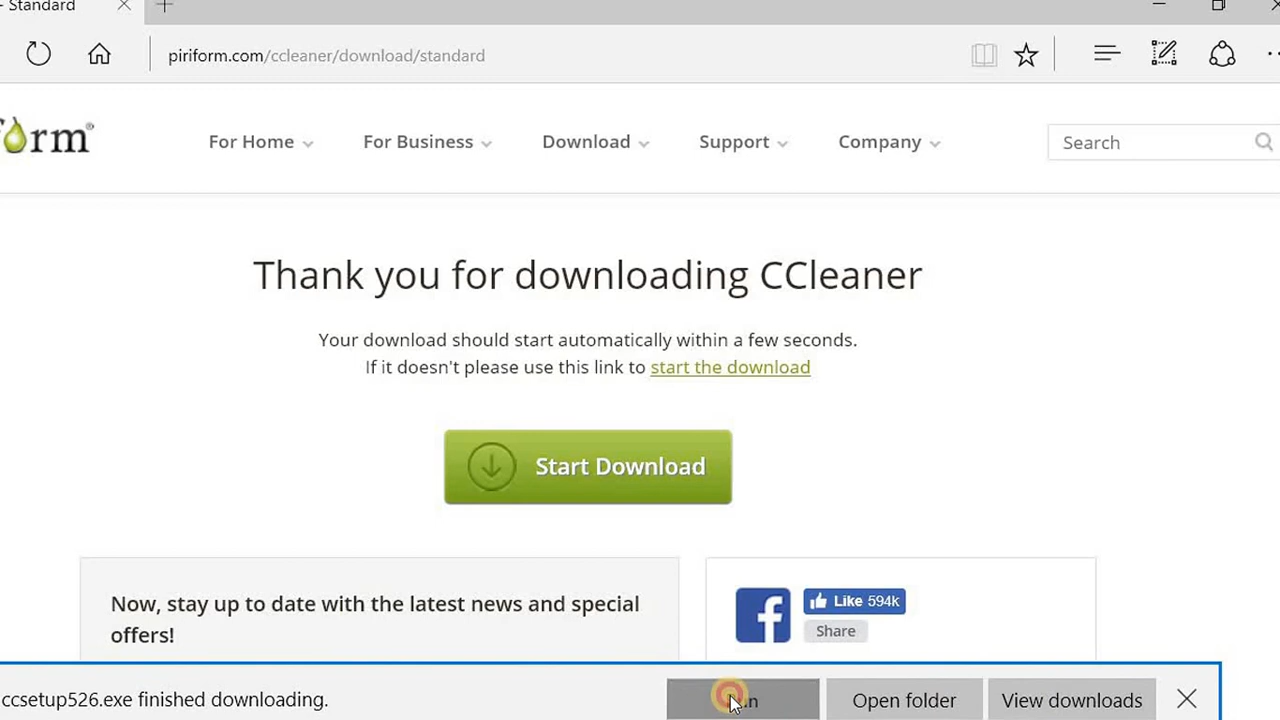 - Standard
piriform.com/ccleaner/download/standard
form®
For Home
For Business
Download
Support
Company
Search
Thank you for downloading CCleaner
Your download should start automatically within a few seconds.
If it doesn't please use this link to start the download
Start Download
Now, stay up to date with the latest news and special
offers!
Like 594k
Share
ccsetup526.exe finished downloading.
Open folder
View downloads